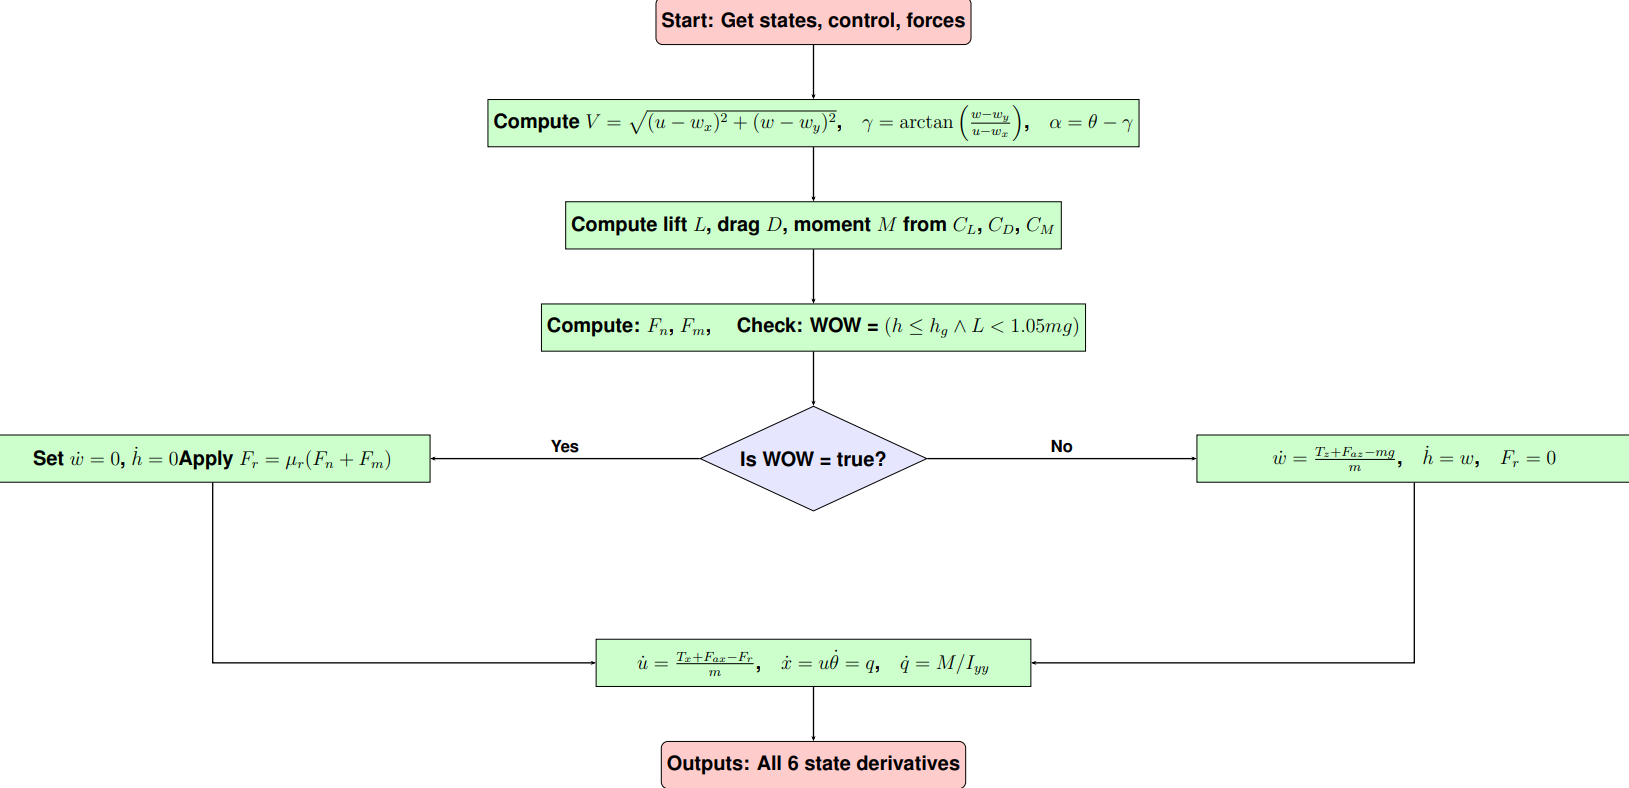 Start: Get states, control, forces
Compute $V = \sqrt{(u - w_x)^2 + (w - w_y)^2}$, $\gamma = \arctan\left(\frac{w - w_y}{u - w_x}\right)$, $\alpha = \theta - \gamma$
Compute lift $L$, drag $D$, moment $M$ from $C_L$, $C_D$, $C_M$
Compute: $F_n$, $F_m$, Check: WOW = $(h \leq h_g \wedge L < 1.05mg)$
Is WOW = true?
Yes
No
Set $\dot{w} = 0$, $\dot{h} = 0$Apply $F_r = \mu_r(F_n + F_m)$
$\dot{w} = \frac{T_z + F_{az} - mg}{m}$, $\dot{h} = w$, $F_r = 0$
$\dot{u} = \frac{T_x + F_{ax} - F_r}{m}$, $\dot{x} = u\dot{\theta} = q$, $\dot{q} = M/I_{yy}$
Outputs: All 6 state derivatives